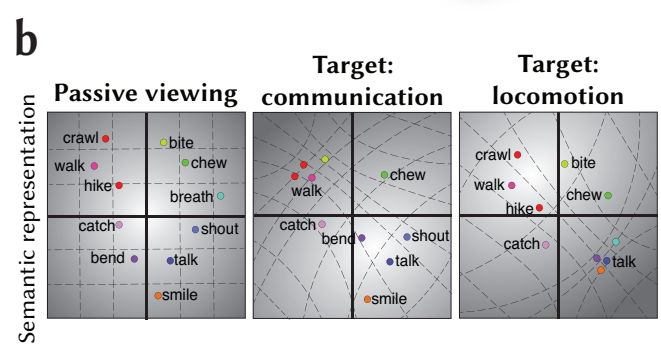 b
Semantic representation
Passive viewing
crawl
bite
walk
chew
hike
breath
catch
shout
bend
talk
smile
Target:
communication
walk
chew
catch
bend
shout
talk
smile
Target:
locomotion
crawl
bite
walk
chew
hike
catch
talk